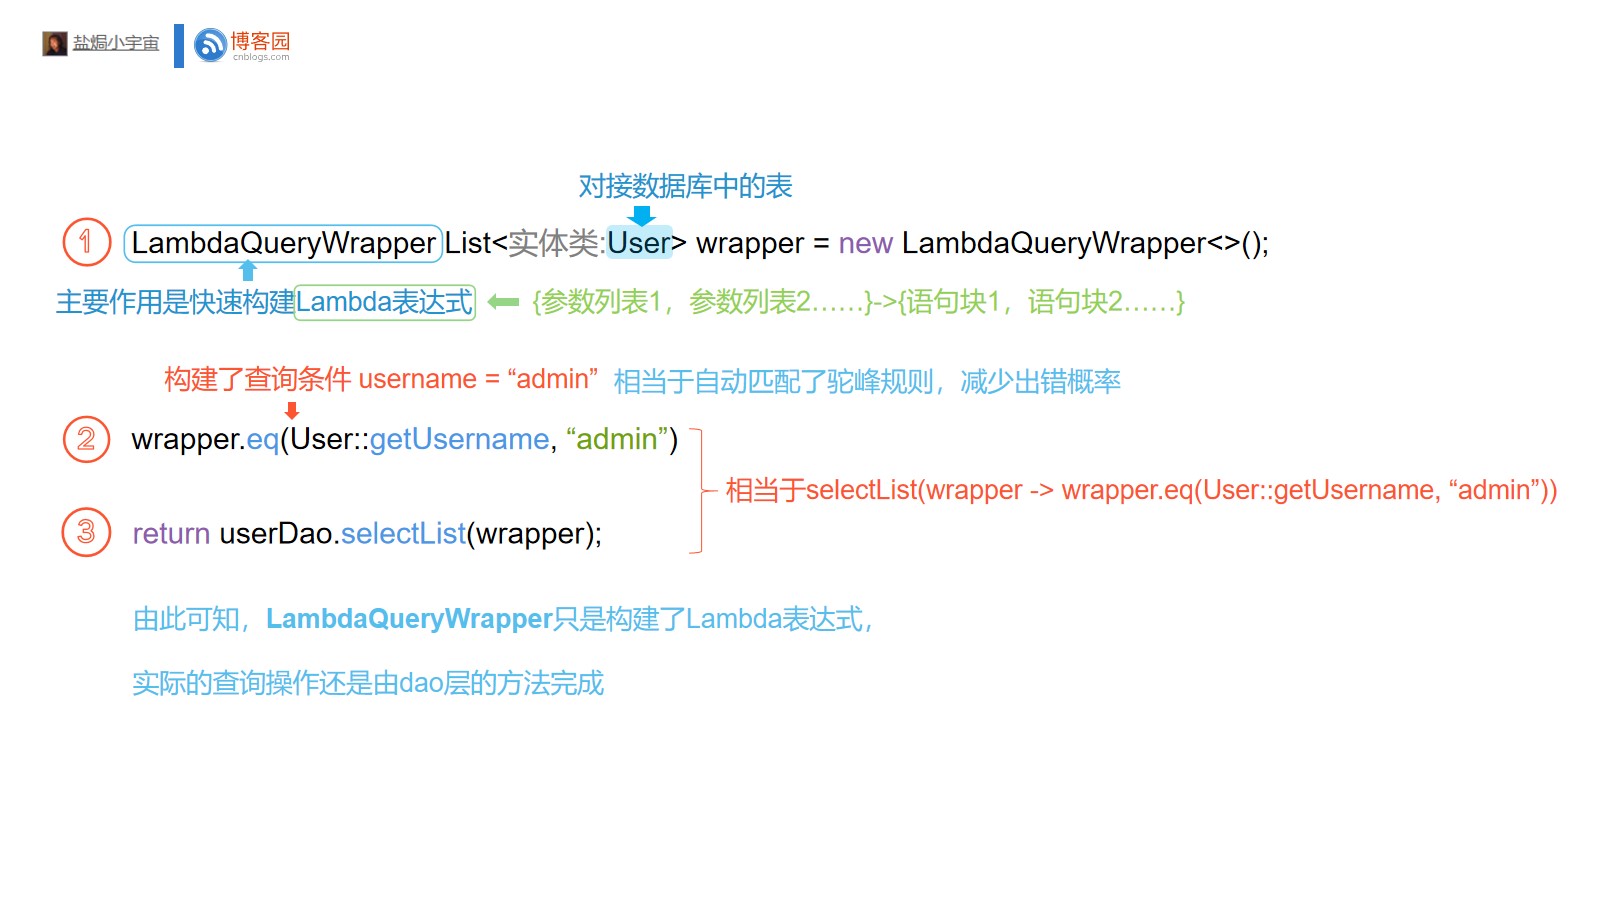 盐焗小宇宙
博客园
cnblogs.com
对接数据库中的表
① LambdaQueryWrapper List<实体类:User> wrapper = new LambdaQueryWrapper<>();
主要作用是快速构建Lambda表达式 {参数列表1，参数列表2……}->{语句块1，语句块2……}
构建了查询条件 username = “admin” 相当于自动匹配了驼峰规则，减少出错概率
② wrapper.eq(User::getUsername, “admin”)
相当于selectList(wrapper -> wrapper.eq(User::getUsername, “admin”))
③ return userDao.selectList(wrapper);
由此可知，LambdaQueryWrapper只是构建了Lambda表达式，
实际的查询操作还是由dao层的方法完成